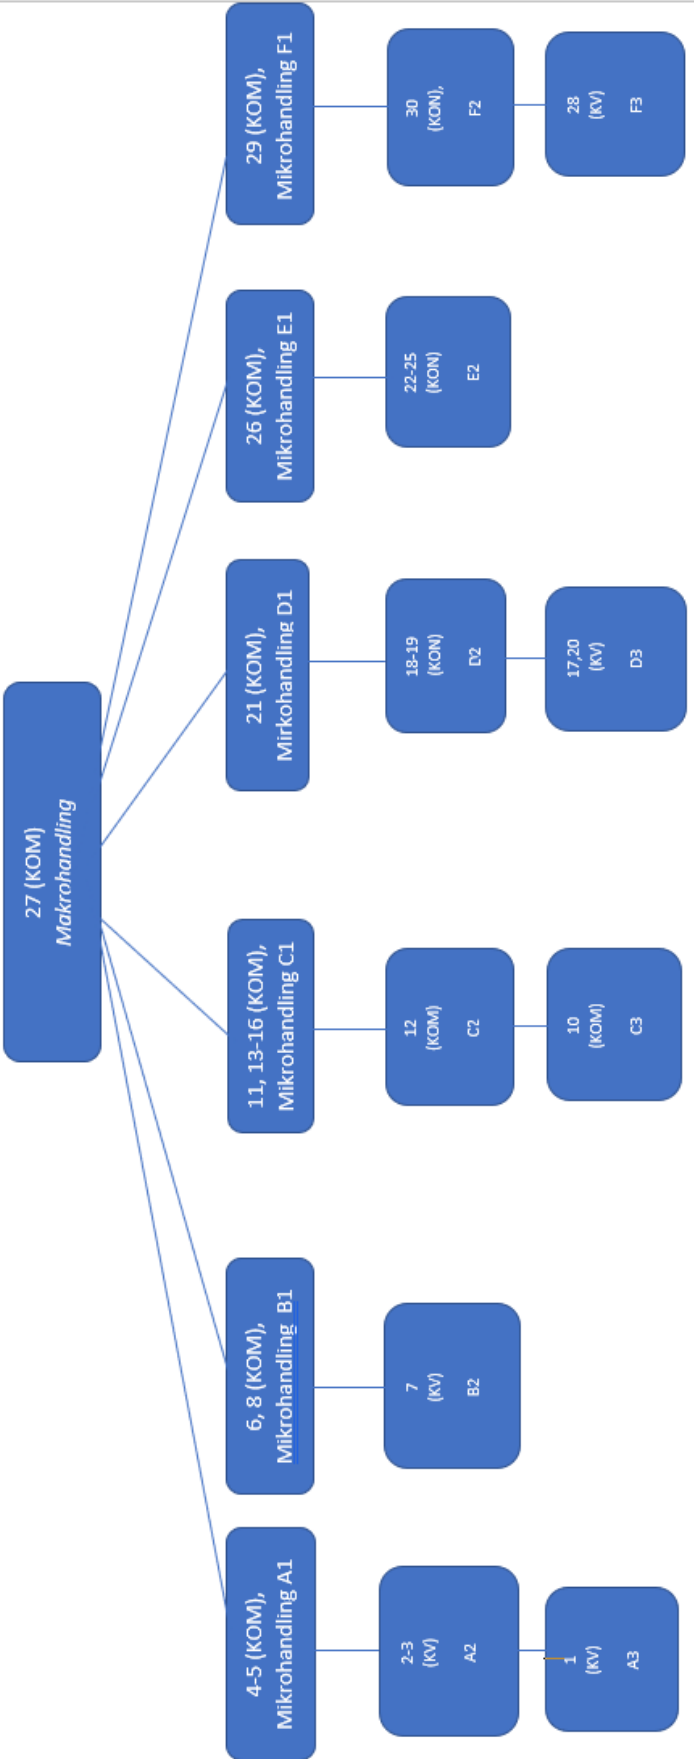 27 (KOM)
Makrohandling
4-5 (KOM),
Mikrohandling A1
6, 8 (KOM),
Mikrohandling B1
11, 13-16 (KOM),
Mikrohandling C1
21 (KOM),
Mirkohandling D1
26 (KOM),
Mikrohandling E1
29 (KOM),
Mikrohandling F1
2-3
(KV)
A2
7
(KV)
B2
12
(KOM)
C2
18-19
(KON)
D2
22-25
(KON)
E2
30
(KON),
F2
1
(KV)
A3
10
(KOM)
C3
17,20
(KV)
D3
28
(KV)
F3